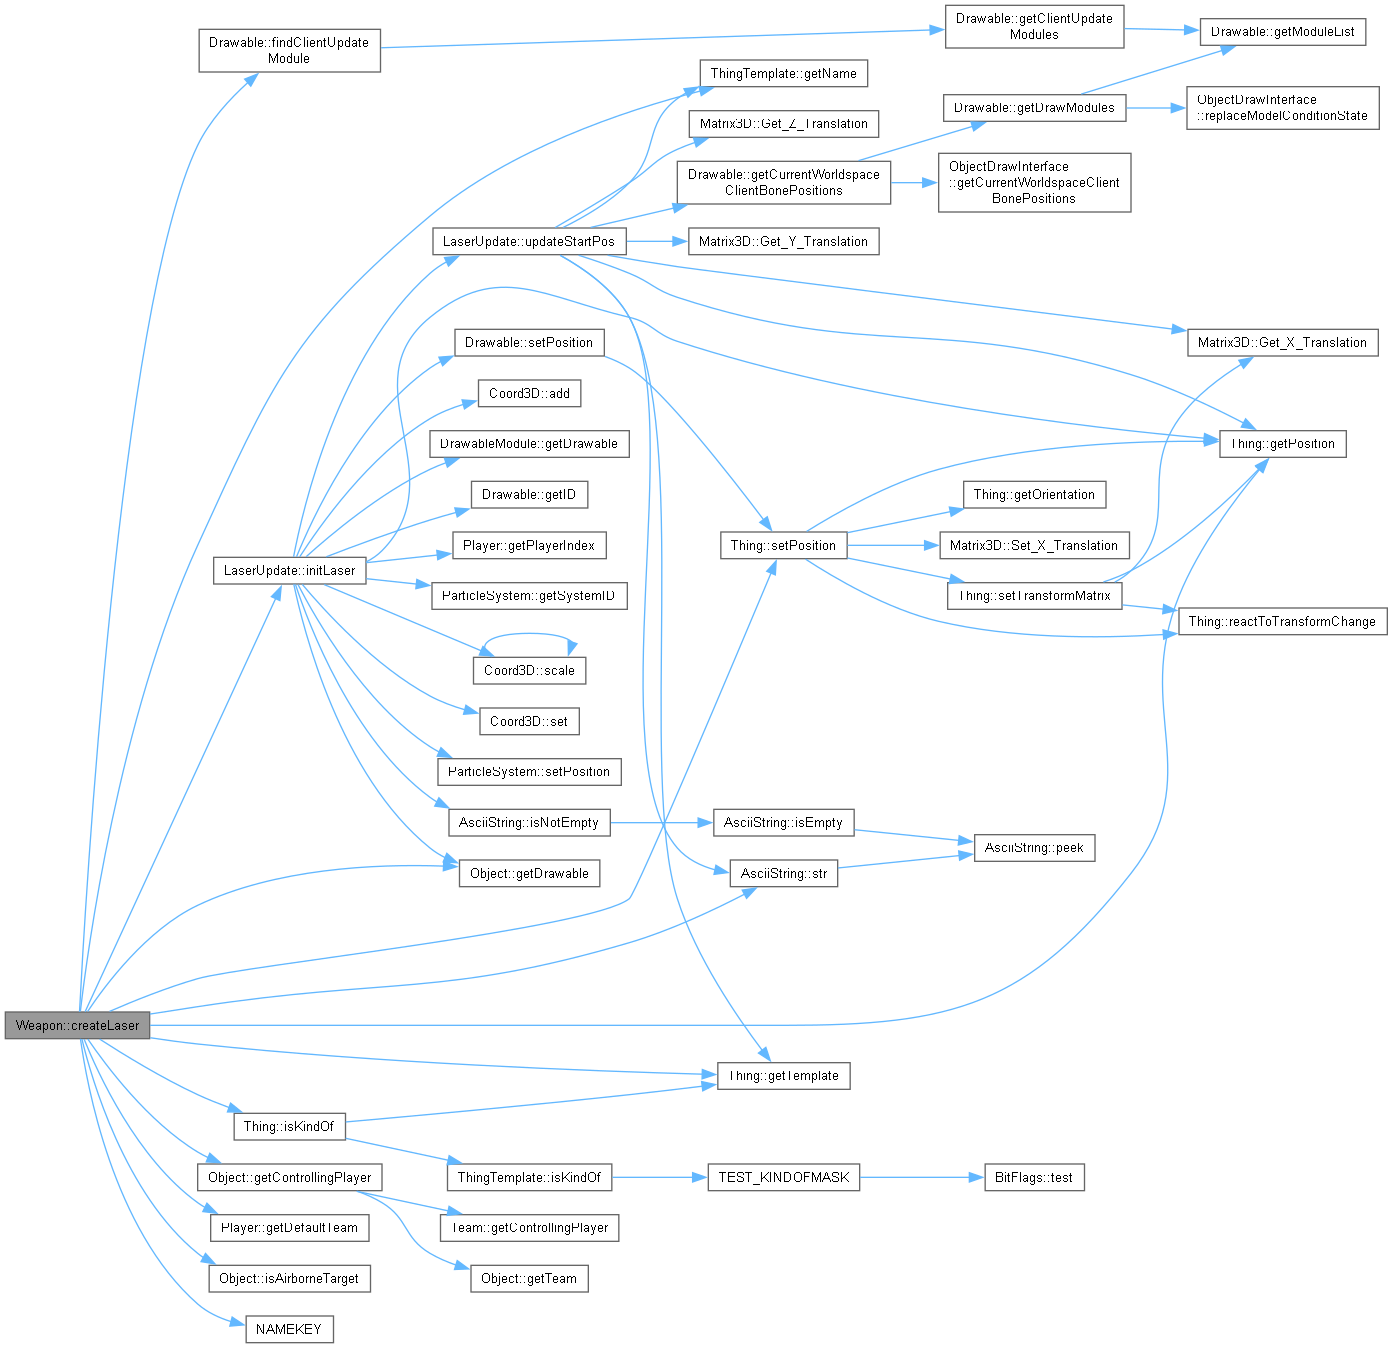 Drawable::getClientUpdate
Modules
Drawable::getModuleList
Drawable::findClientUpdate
Module
ThingTemplate::getName
Drawable::getDrawModules
ObjectDrawInterface
::replaceModelConditionState
Matrix3D::Get_Z_Translation
Drawable::getCurrentWorldspace
ClientBonePositions
ObjectDrawInterface
::getCurrentWorldspaceClient
BonePositions
LaserUpdate::updateStartPos
Matrix3D::Get_Y_Translation
Drawable::setPosition
Matrix3D::Get_X_Translation
Coord3D::add
DrawableModule::getDrawable
Thing::getPosition
Drawable::getID
Thing::getOrientation
Player::getPlayerIndex
Thing::setPosition
Matrix3D::Set_X_Translation
LaserUpdate::initLaser
ParticleSystem::getSystemID
Thing::setTransformMatrix
Thing::reactToTransformChange
Coord3D::scale
Coord3D::set
ParticleSystem::setPosition
AsciiString::isNotEmpty
AsciiString::isEmpty
AsciiString::peek
Object::getDrawable
AsciiString::str
Weapon::createLaser
Thing::getTemplate
Thing::isKindOf
Object::getControllingPlayer
ThingTemplate::isKindOf
TEST_KINDOFMASK
BitFlags::test
Player::getDefaultTeam
Team::getControllingPlayer
Object::isAirborneTarget
Object::getTeam
NAMEKEY